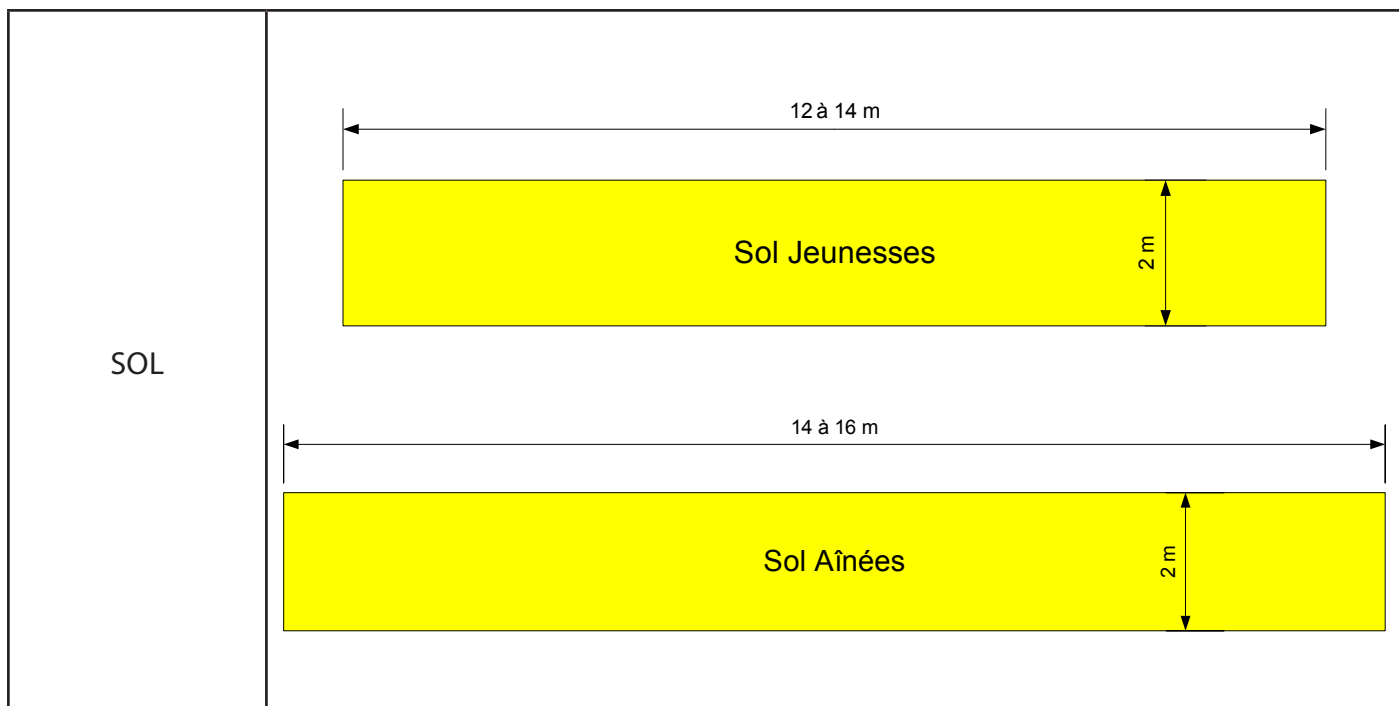 12 à 14 m
Sol Jeunesses
2 m
SOL
14 à 16 m
Sol Aînées
2 m